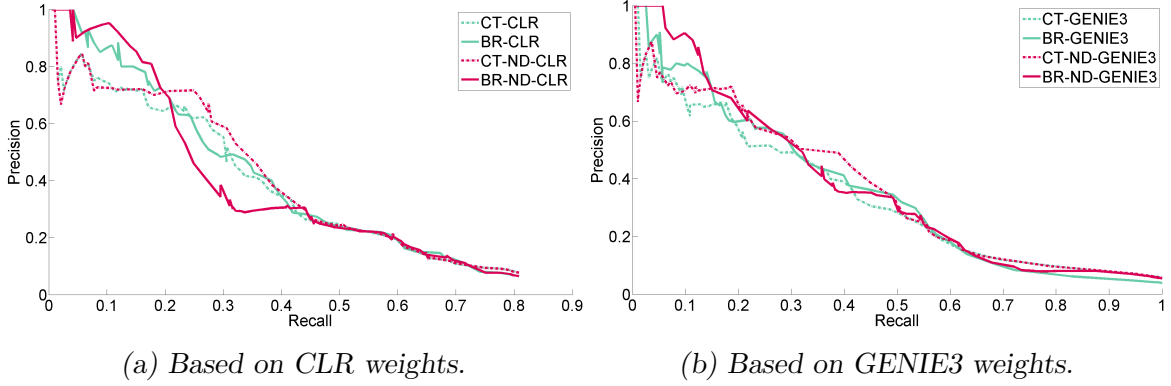 1
0.8
0.6
0.4
0.2
0
Precision
0 0.1 0.2 0.3 0.4 0.5 0.6 0.7 0.8 0.9
Recall
CT-CLR
BR-CLR
CT-ND-CLR
BR-ND-CLR
(a) Based on CLR weights.
1
0.8
0.6
0.4
0.2
0
Precision
0 0.1 0.2 0.3 0.4 0.5 0.6 0.7 0.8 0.9 1
Recall
CT-GENIE3
BR-GENIE3
CT-ND-GENIE3
BR-ND-GENIE3
(b) Based on GENIE3 weights.